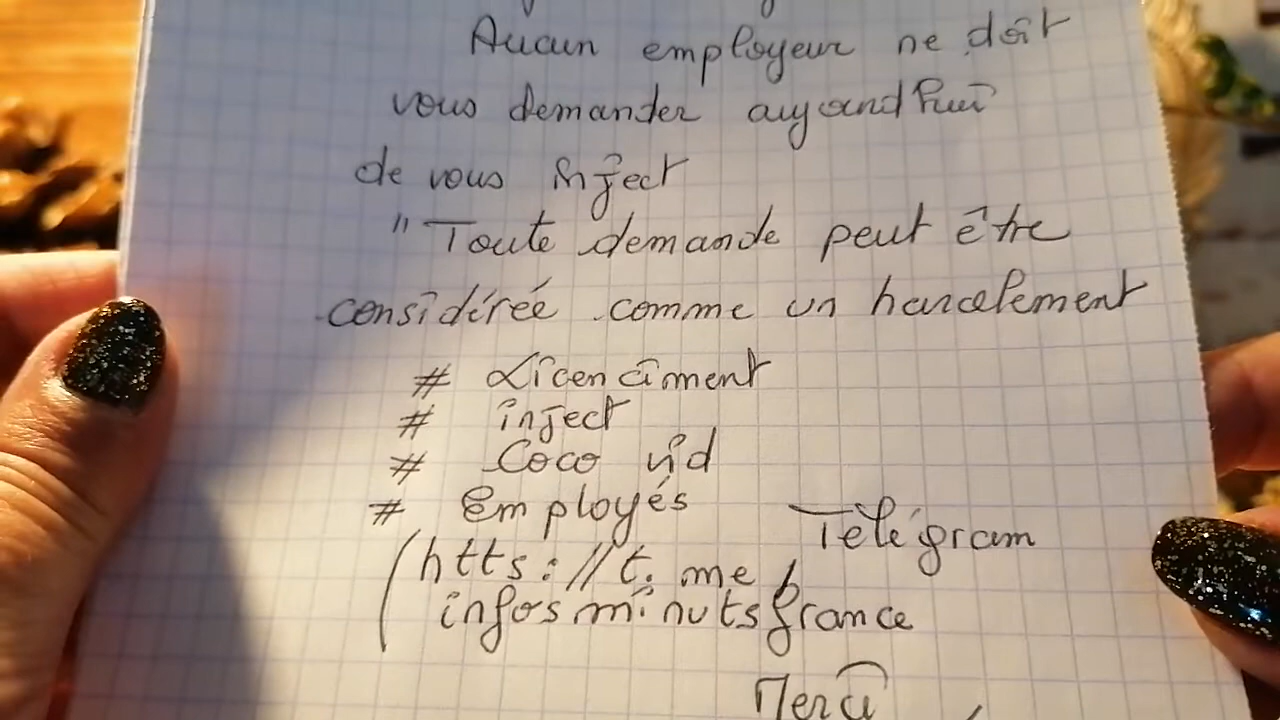 Aucun employeur ne doit
vous demander aujourd'hui
de vous inject
"Toute demande peut être
considérée comme un harcelement
# Licenciment
# inject
# Coco vid
# Employés
Télégram
(htts://t.me/
infosminutsfrance
Merci